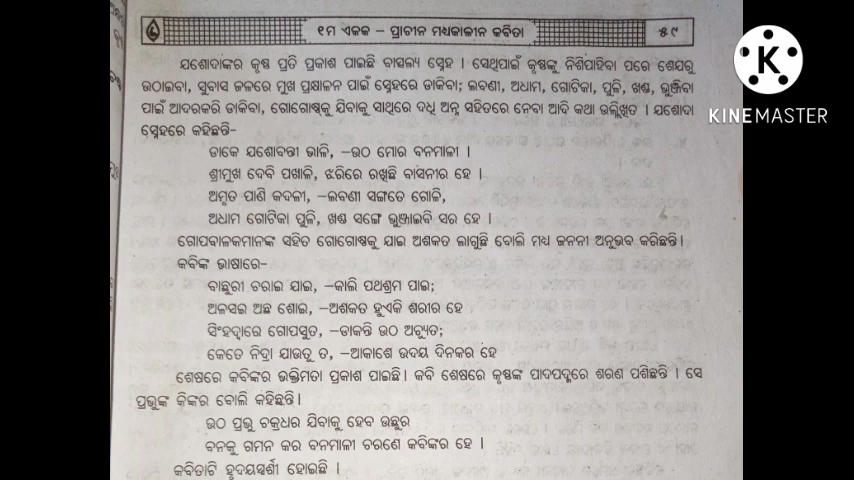 ୧ମ ଏକକ – ପ୍ରାଚୀନ ମଧ୍ୟକାଳୀନ କବିତା
୫୯
ଯଶୋଦାଙ୍କର କୃଷ୍ଣ ପ୍ରତି ପ୍ରକାଶ ପାଇଛି ବାସଲ୍ୟ ସ୍ନେହ । ସେଥିପାଇଁ କୃଷ୍ଣଙ୍କୁ ନିଶିପାହିବା ପରେ ଶେଯରୁ
ଉଠାଇବା, ସୁବାସ ଜଳରେ ମୁଖ ପ୍ରକ୍ଷାଳନ ପାଇଁ ସ୍ନେହରେ ଡାକିବା; ଲବଣୀ, ଅଧାମ, ଗୋଟିକା, ପୁଳି, ଖଣ୍ଡ, ଭୁଞ୍ଜିବା
ପାଇଁ ଆଦରକରି ଡାକିବା, ଗୋଗୋଷ୍ଠକୁ ଯିବାକୁ ସାଥିରେ ଦଧି ଅନ୍ନ ସହିତରେ ନେବା ଆଦି କଥା ଉଲ୍ଲିଖିତ । ଯଶୋଦା
ସ୍ନେହରେ କହିଛନ୍ତି–
ଡାକେ ଯଶୋବନ୍ତୀ ଭାଳି, –ଉଠ ମୋର ବନମାଳୀ ।
ଶ୍ରୀମୁଖ ଦେବି ପଖାଳି, ଝରିରେ ରଖିଛି ବାସନୀର ହେ ।
ଅମୃତ ପାଣି କଦଳୀ, –ଲବଣୀ ସଙ୍ଗତେ ଗୋଳି,
ଅଧାମ ଗୋଟିକା ପୁଳି, ଖଣ୍ଡ ସଙ୍ଗେ ଭୁଞ୍ଜାଇବି ସର ହେ ।
ଗୋପବାଳକମାନଙ୍କ ସହିତ ଗୋଗୋଷ୍ଠକୁ ଯାଇ ଅଶକତ ଲାଗୁଛି ବୋଲି ମଧ୍ୟ ଜନନୀ ଅନୁଭବ କରିଛନ୍ତି।
କବିଙ୍କ ଭାଷାରେ–
ବାଛୁରୀ ଚରାଇ ଯାଇ, –କାଲି ପଥଶ୍ରମ ପାଇ;
ଅଳସଇ ଅଛ ଶୋଇ, –ଅଶକତ ହୁଏକି ଶରୀର ହେ
ସିଂହଦ୍ୱାରେ ଗୋପସୁତ, –ଡାକନ୍ତି ଉଠ ଅଚ୍ୟୁତ;
କେତେ ନିଦ୍ରା ଯାଉତୁ ତ, –ଆକାଶେ ଉଦୟ ଦିନକର ହେ
ଶେଷରେ କବିଙ୍କର ଭକ୍ତିମତା ପ୍ରକାଶ ପାଇଛି। କବି ଶେଷରେ କୃଷ୍ଣଙ୍କ ପାଦପଦ୍ମରେ ଶରଣ ପଶିଛନ୍ତି । ସେ
ପ୍ରଭୁଙ୍କ କିଙ୍କର ବୋଲି କହିଛନ୍ତି।
ଉଠ ପ୍ରଭୁ ଚକ୍ରଧର ଯିବାକୁ ହେବ ଉଛୁର
ବନକୁ ଗମନ କର ବନମାଳୀ ଚରଣେ କବିଙ୍କର ହେ ।
କବିତାଟି ହୃଦୟସ୍ପର୍ଶୀ ହୋଇଛି ।
K
KINEMASTER